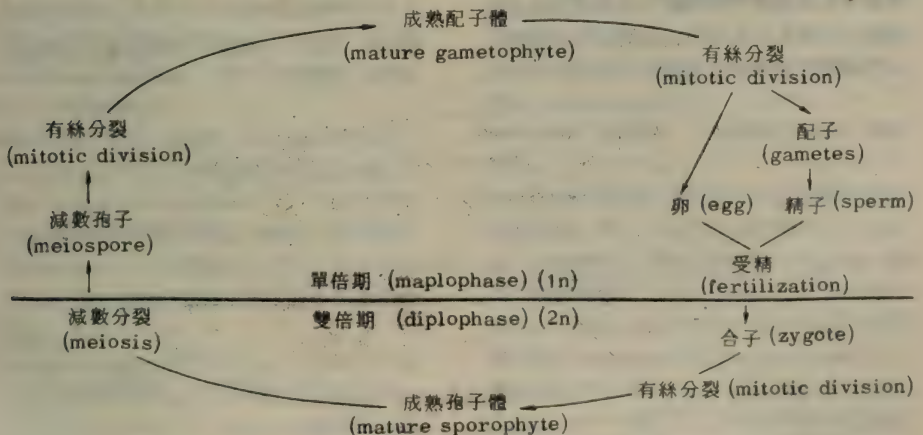 成熟配子體
(mature gametophyte)
有絲分裂
(mitotic division)
有絲分裂
(mitotic division)
配子
(gametes)
減數孢子
(meiospore)
卵 (egg)
精子 (sperm)
受精
(fertilization)
單倍期 (maplophase) (1n)
雙倍期 (diplophase) (2n)
減數分裂
(meiosis)
合子 (zygote)
有絲分裂 (mitotic division)
成熟孢子體
(mature sporophyte)